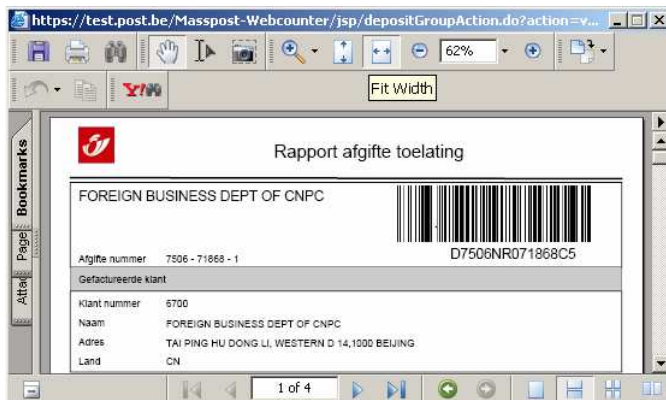 https://test.post.be/Masspost-Webcounter/jsp/depositGroupAction.do?action=v...
62%
Y!
Fit Width
Bookmarks
Page
Attac
Rapport afgifte toelating
FOREIGN BUSINESS DEPT OF CNPC
D7506NR071868C5
Afgifte nummer 7506 - 71868 - 1
Gefactureerde klant
Klant nummer 6700
Naam FOREIGN BUSINESS DEPT OF CNPC
Adres TAI PING HU DONG LI, WESTERN D 14,1000 BEIJING
Land CN
1 of 4